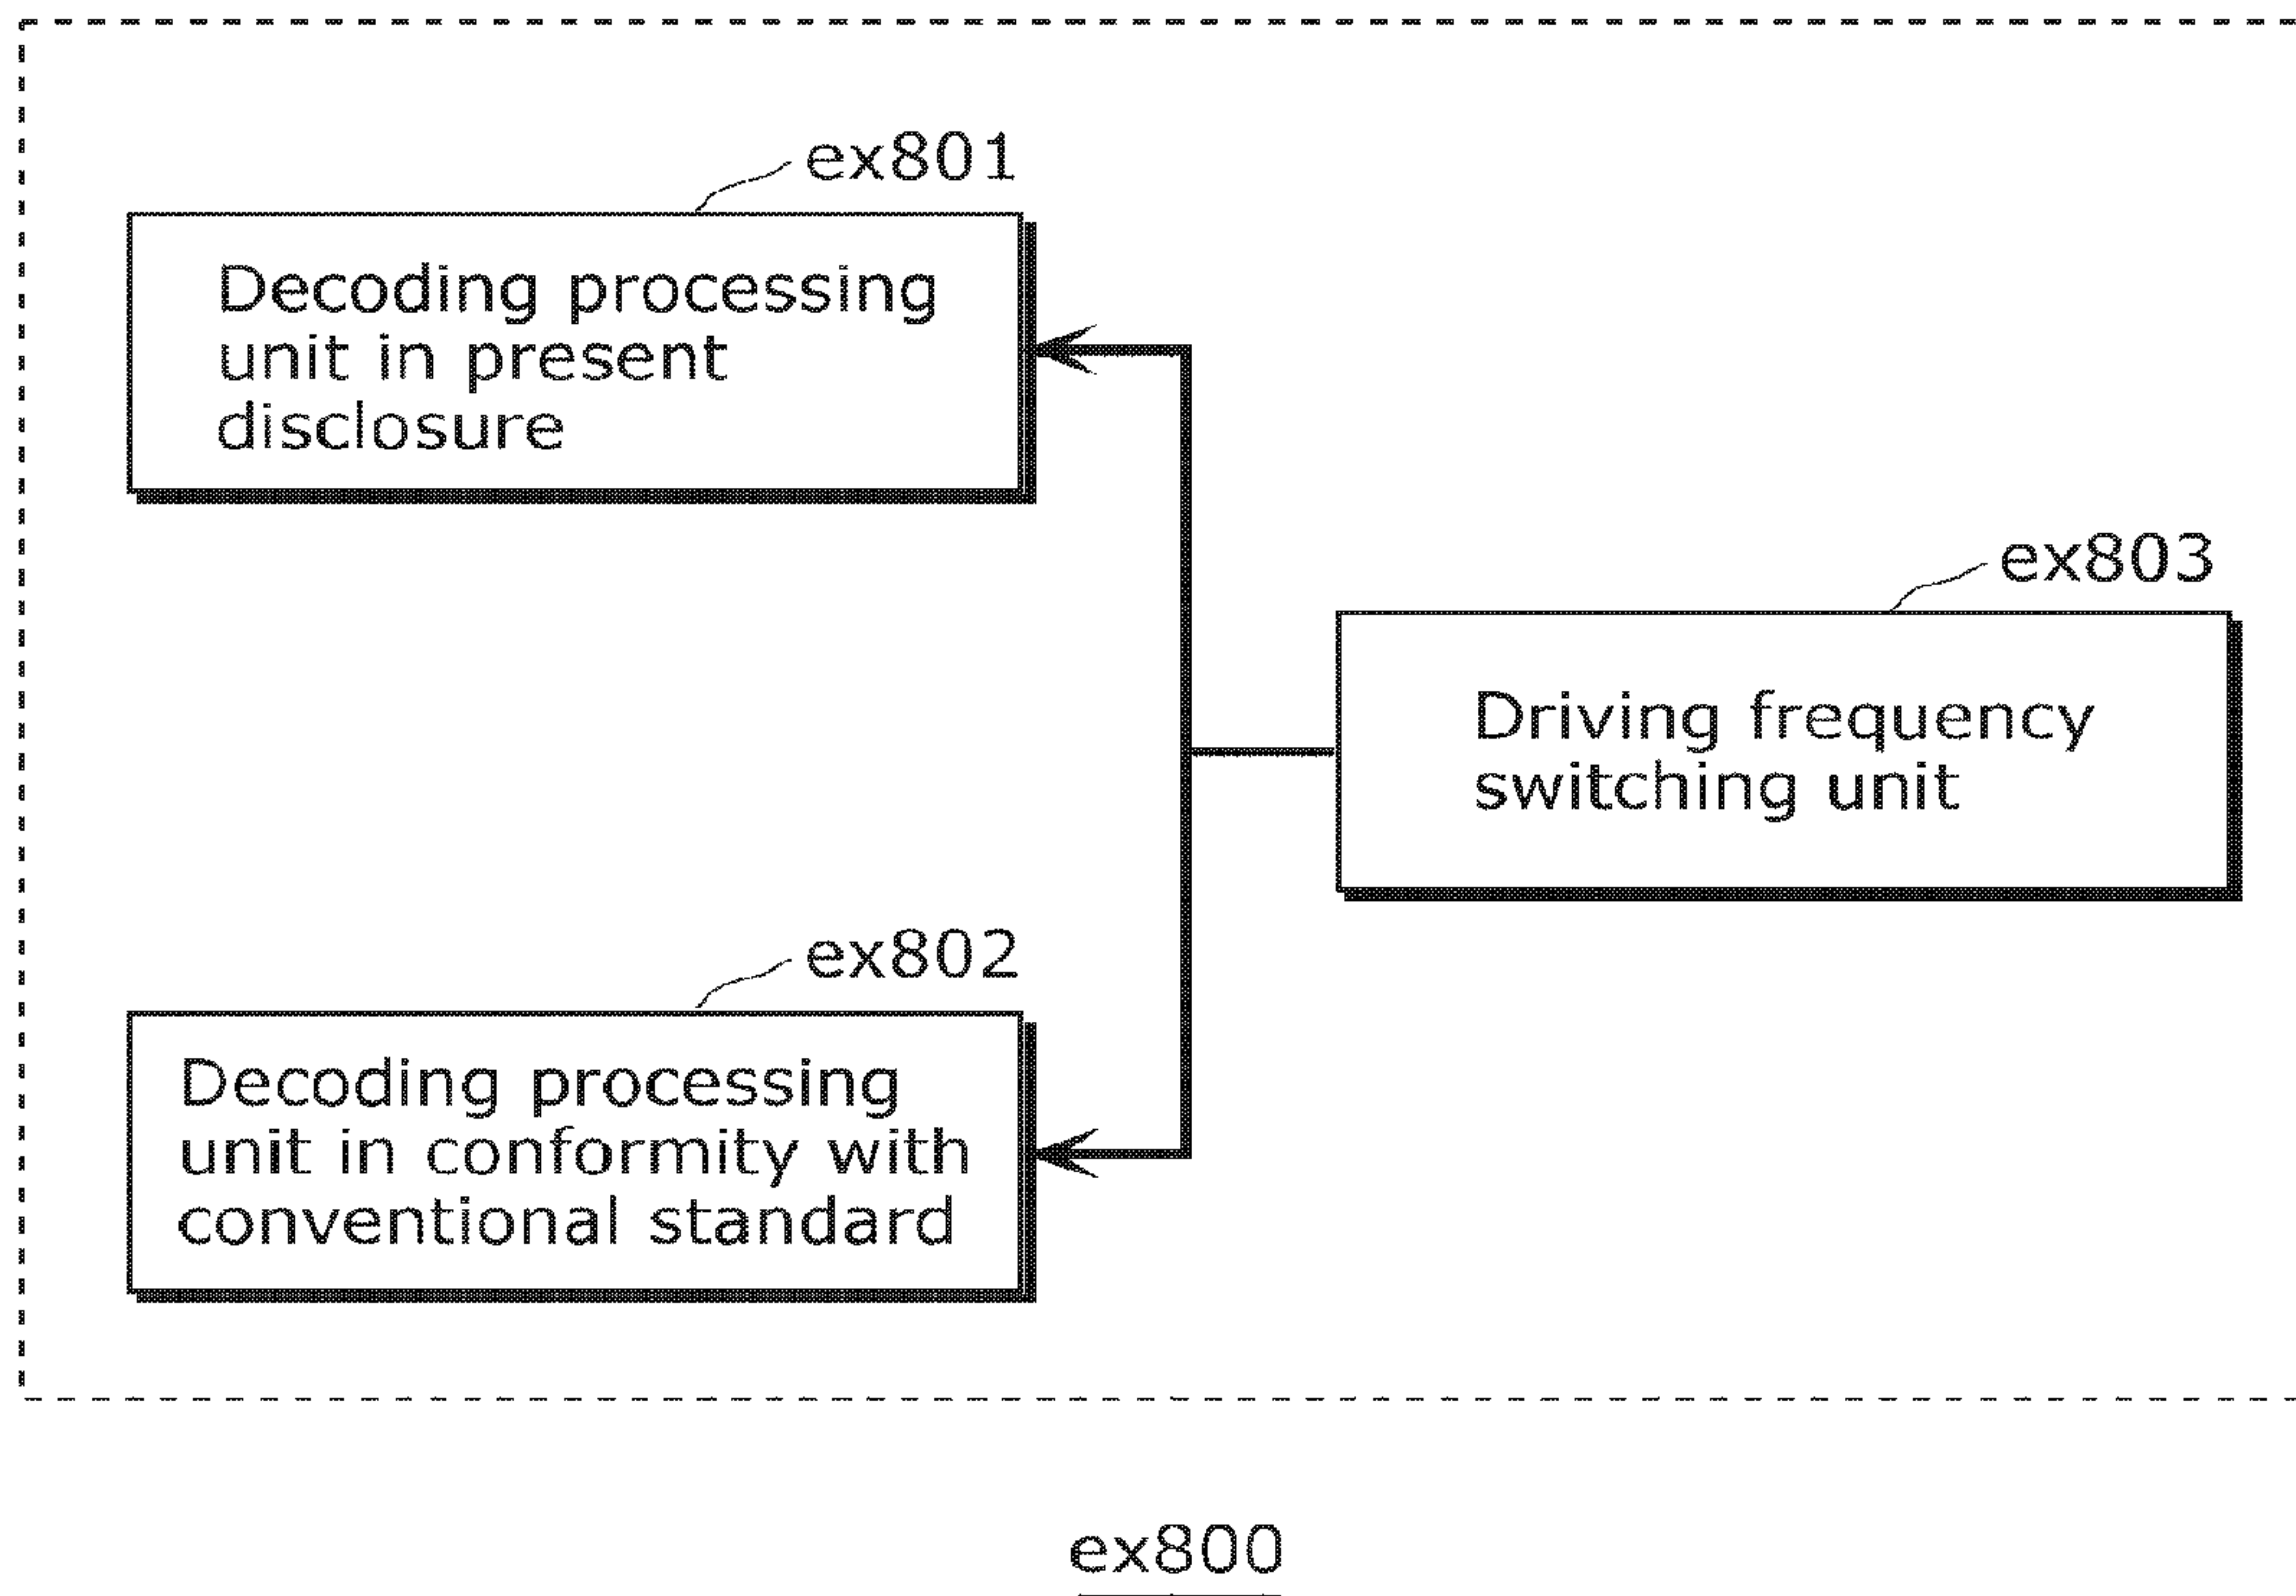 ex801
Decoding processing
unit in present
disclosure
ex803
Driving frequency
switching unit
ex802
Decoding processing
unit in conformity with
conventional standard
ex800